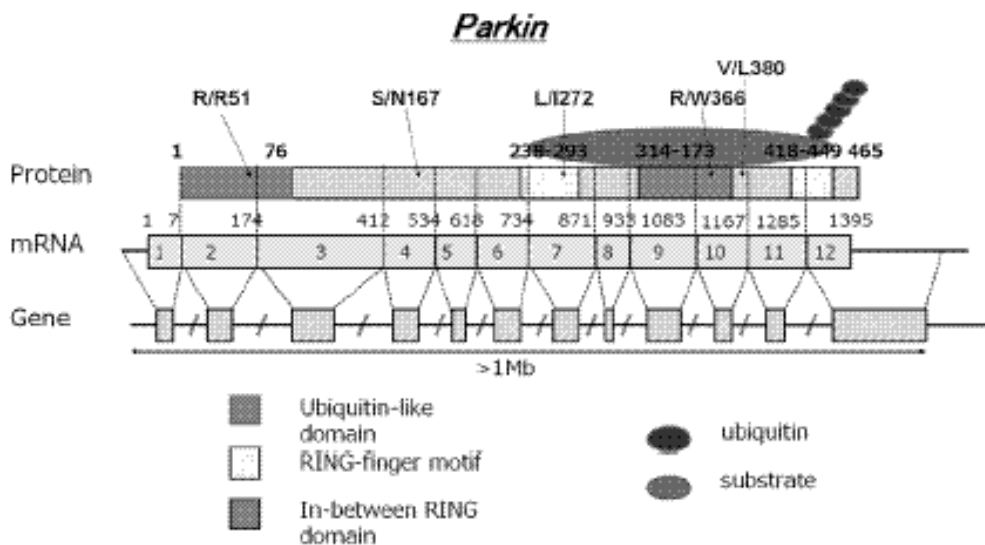 Parkin
V/L380
R/R51 S/N167 L/I272 R/W366
1 76 238-293 314-173 418-449 465
Protein
1 7 174 412 534 618 734 871 933 1083 1167 1285 1395
mRNA
1 2 3 4 5 6 7 8 9 10 11 12
Gene
>1Mb
Ubiquitin-like
domain
ubiquitin
RING-finger motif
substrate
In-between RING
domain